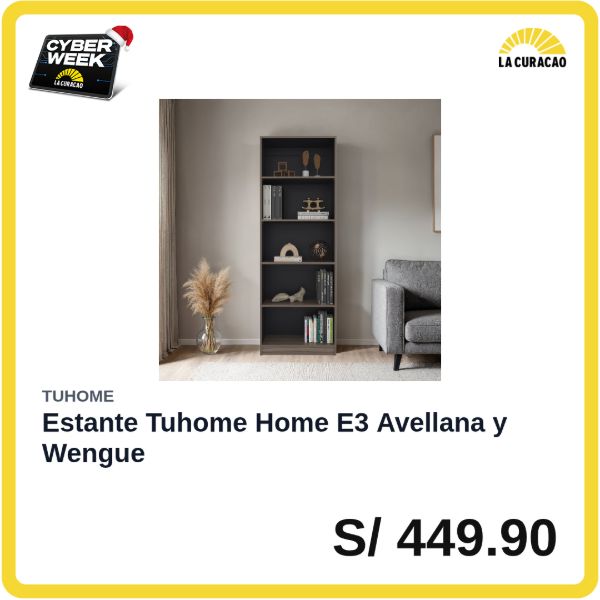 CYBER
WEEK
LA CURACAO
LA CURACAO
TUHOME
Estante Tuhome Home E3 Avellana y
Wengue
S/ 449.90